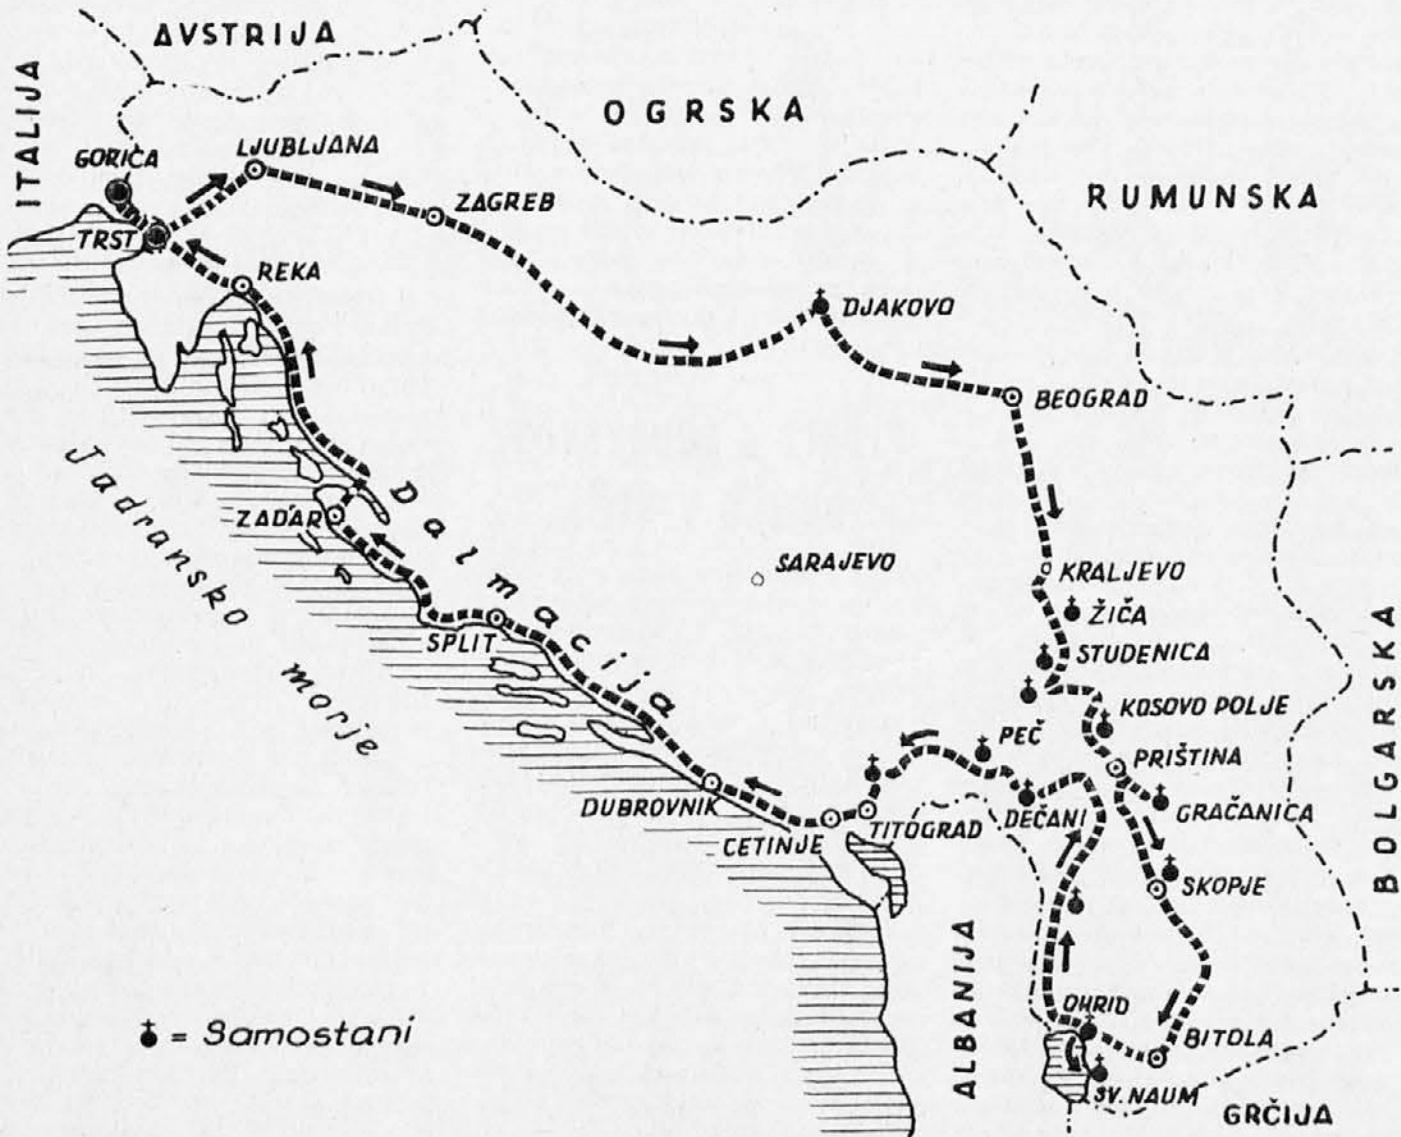 AVSTRIJA
ITALIJA
OGRSKA
RUMUNSKA
GORICA
LJUBLJANA
ZAGREB
TRST
REKA
DJAKOVO
BEOGRAD
Jadransko morje
Dalmacija
ZADAR
SARAJEVO
KRALJEVO
ŽIČA
SPLIT
STUDENICA
KOSOVO POLJE
PEČ
PRIŠTINA
DUBROVNIK
CETINJE
TITOGRAD
DEČANI
GRAČANICA
SKOPJE
BOLGARSKA
ALBANIJA
OHRID
BITOLA
SV. NAUM
GRČIJA
= Samostani